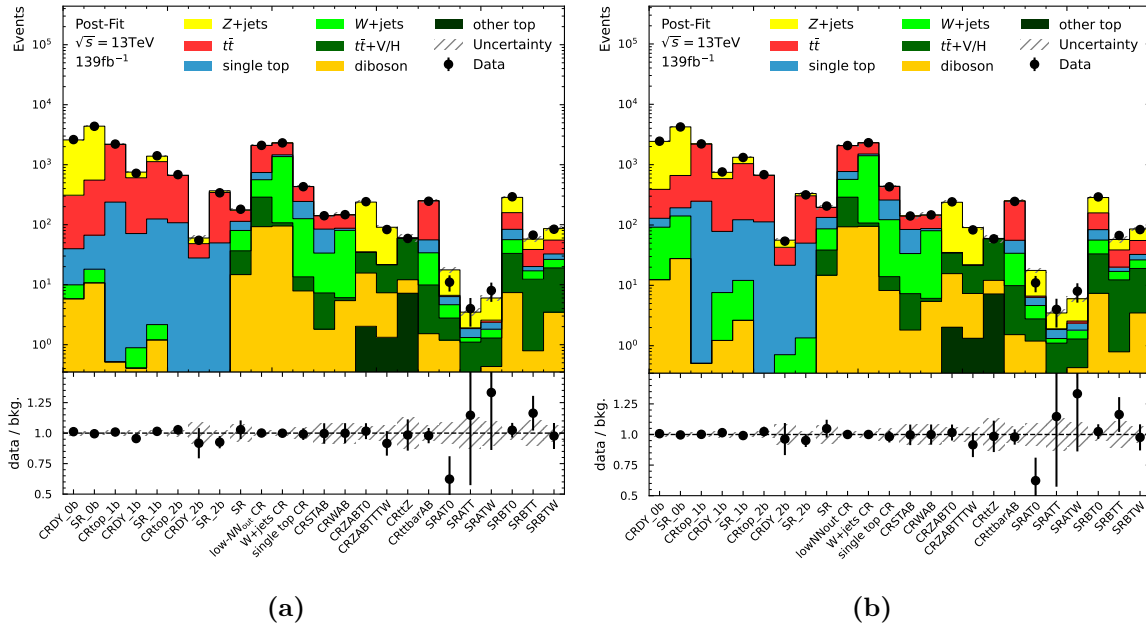 Events
Post-Fit
√s = 13TeV
139fb⁻¹
Z+jets
tt̄
single top
W+jets
tt̄+V/H
diboson
other top
Uncertainty
Data
10⁵
10⁴
10³
10²
10¹
10⁰
data / bkg.
1.25
1.0
0.75
0.5
CRDY_0b
SR_0b
CRtop_1b
CRDY_1b
SR_1b
CRtop_2b
CRDY_2b
SR_2b
SR
low-NNout CR
W+jets CR
single top CR
CRSTAB
CRWAB
CRZABT0
CRZABTTTW
CRttZ
CRttbarAB
SRAT0
SRATT
SRATW
SRBT0
SRBTT
SRBTW
(a)
Events
Post-Fit
√s = 13TeV
139fb⁻¹
Z+jets
tt̄
single top
W+jets
tt̄+V/H
diboson
other top
Uncertainty
Data
10⁵
10⁴
10³
10²
10¹
10⁰
data / bkg.
1.25
1.0
0.75
0.5
CRDY_0b
SR_0b
CRtop_1b
CRDY_1b
SR_1b
CRtop_2b
CRDY_2b
SR_2b
SR
lowNNout CR
W+jets CR
single top CR
CRSTAB
CRWAB
CRZABT0
CRZABTTTW
CRttZ
CRttbarAB
SRAT0
SRATT
SRATW
SRBT0
SRBTT
SRBTW
(b)